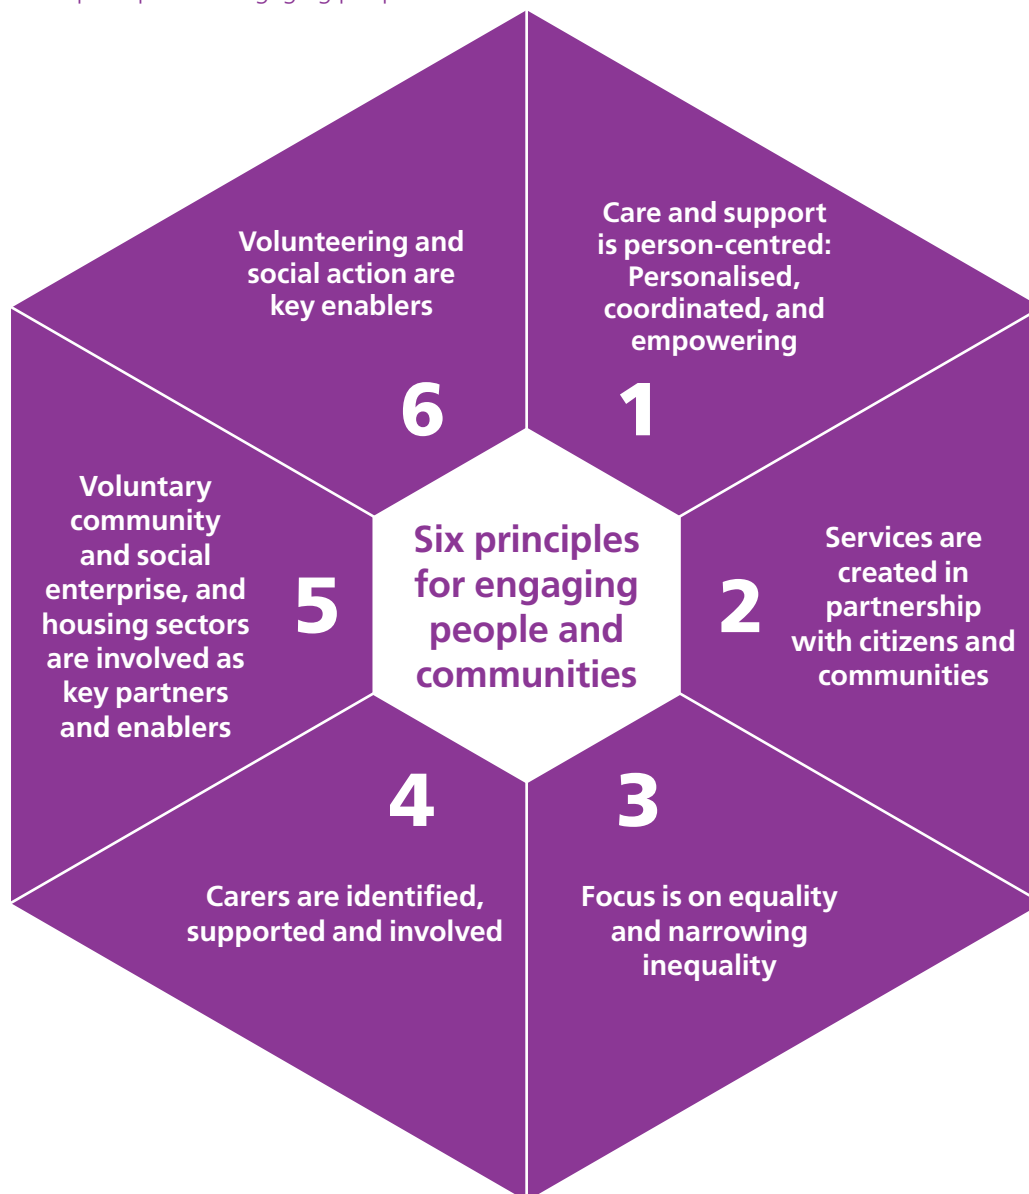 Six principles
for engaging
people and
communities
Care and support
is person-centred:
Personalised,
coordinated, and
empowering
1
Services are
created in
partnership
with citizens and
communities
2
3
Focus is on equality
and narrowing
inequality
4
Carers are identified,
supported and involved
Voluntary
community
and social
enterprise, and
housing sectors
are involved as
key partners
and enablers
5
Volunteering and
social action are
key enablers
6